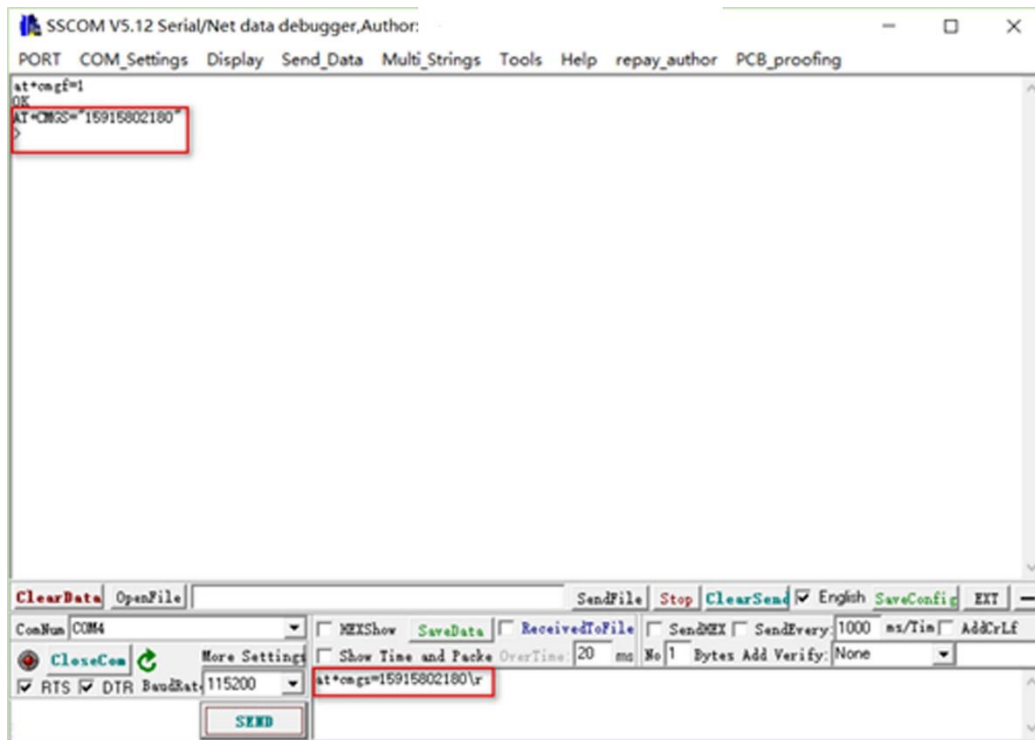 SSCOM V5.12 Serial/Net data debugger,Author:
PORT COM_Settings Display Send_Data Multi_Strings Tools Help repay_author PCB_proofing
at+cmgf=1
OK
AT+CMGS="15915802180"
>
ClearData OpenFile SendFile Stop ClearSend English SaveConfig EXT
ComNum COM4 HEXShow SaveData ReceivedToFile SendHEX SendEvery: 1000 ms/Tim AddCrLf
CloseCom More Settings Show Time and Packe OverTime: 20 ms No 1 Bytes Add Verify: None
RTS DTR BaudRat: 115200 at+cmgs=15915802180\r
SEND